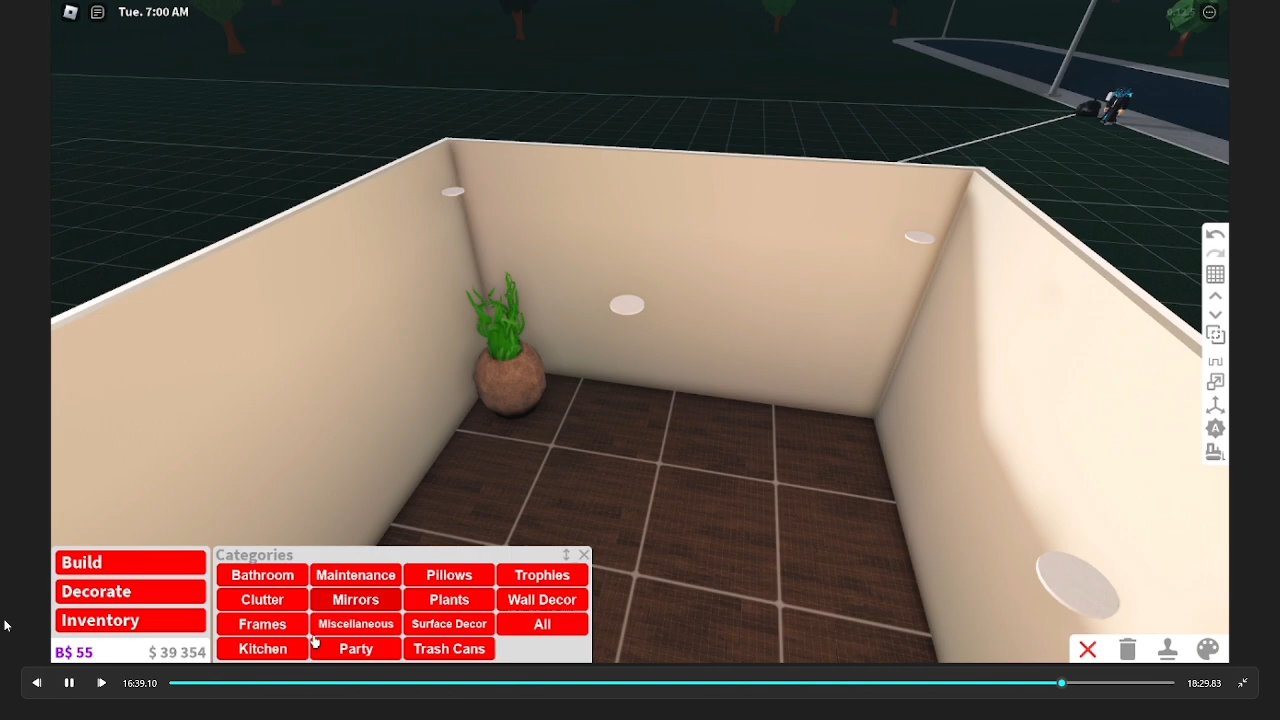 Tue. 7:00 AM
Build
Decorate
Inventory
B$ 55 $ 39 354
Categories
Bathroom Maintenance Pillows Trophies
Clutter Mirrors Plants Wall Decor
Frames Miscellaneous Surface Decor All
Kitchen Party Trash Cans
A
16:39.10 18:29.83